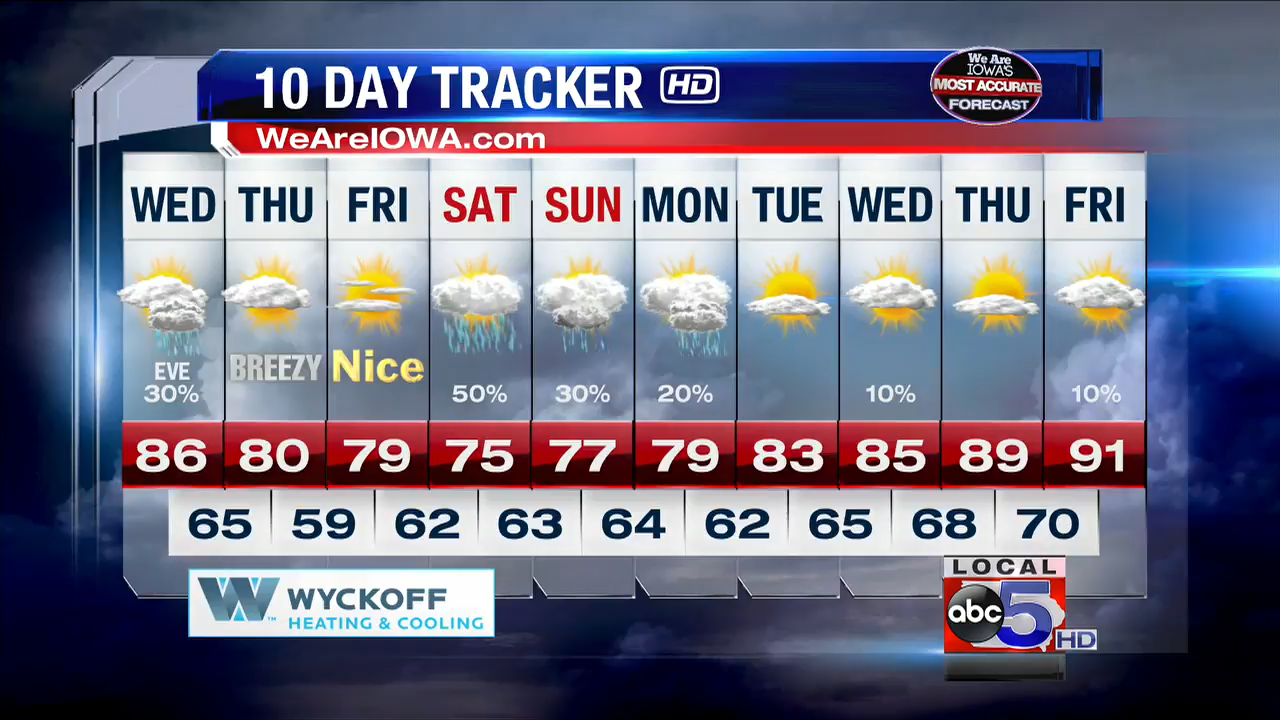 10 DAY TRACKER HD
We Are
IOWA'S
MOST ACCURATE
FORECAST
WeAreIOWA.com
WED THU FRI SAT SUN MON TUE WED THU FRI
EVE BREEZY Nice
30% 50% 30% 20% 10% 10%
86 80 79 75 77 79 83 85 89 91
65 59 62 63 64 62 65 68 70
W™ WYCKOFF
HEATING & COOLING
LOCAL
abc 5 HD